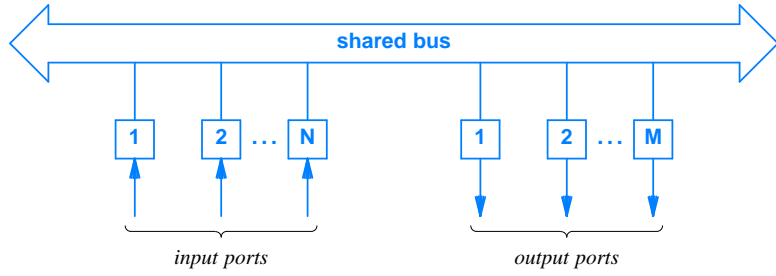 shared bus
1 2 ... N 1 2 ... M
input ports output ports